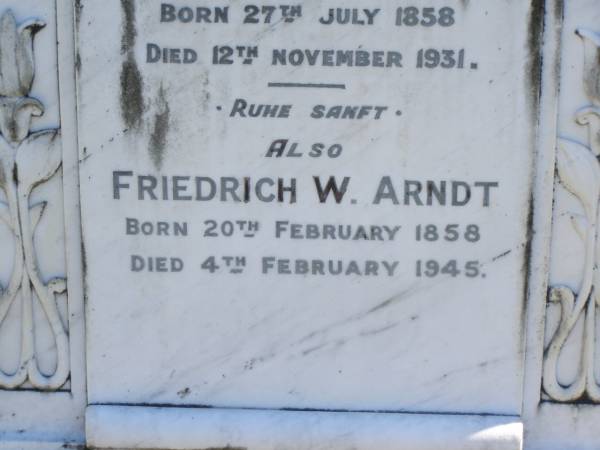 BORN 27TH JULY 1858
DIED 12TH NOVEMBER 1931.
· RUHE SANFT ·
ALSO
FRIEDRICH W. ARNDT
BORN 20TH FEBRUARY 1858
DIED 4TH FEBRUARY 1945.